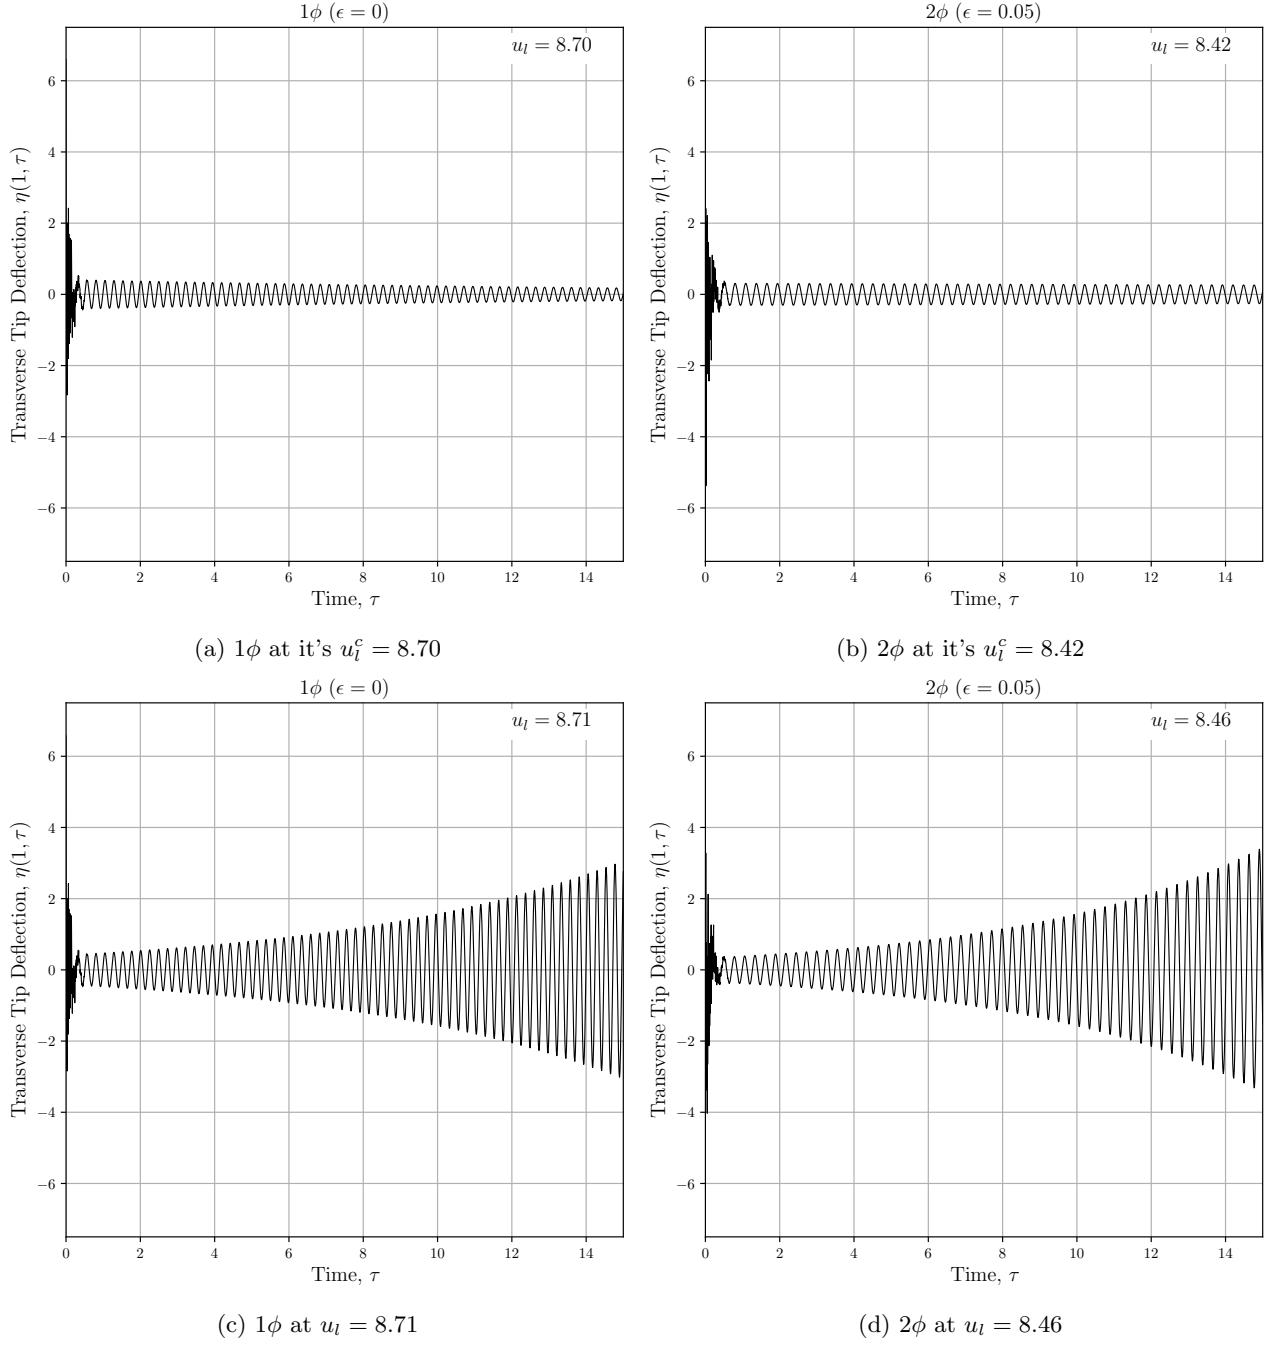 1ϕ (ϵ = 0)
u_l = 8.70
6
4
2
0
−2
−4
−6
0 2 4 6 8 10 12 14
Transverse Tip Deflection, η(1, τ)
Time, τ
(a) 1ϕ at it's u_l^c = 8.70
2ϕ (ϵ = 0.05)
u_l = 8.42
6
4
2
0
−2
−4
−6
0 2 4 6 8 10 12 14
Transverse Tip Deflection, η(1, τ)
Time, τ
(b) 2ϕ at it's u_l^c = 8.42
1ϕ (ϵ = 0)
u_l = 8.71
6
4
2
0
−2
−4
−6
0 2 4 6 8 10 12 14
Transverse Tip Deflection, η(1, τ)
Time, τ
(c) 1ϕ at u_l = 8.71
2ϕ (ϵ = 0.05)
u_l = 8.46
6
4
2
0
−2
−4
−6
0 2 4 6 8 10 12 14
Transverse Tip Deflection, η(1, τ)
Time, τ
(d) 2ϕ at u_l = 8.46